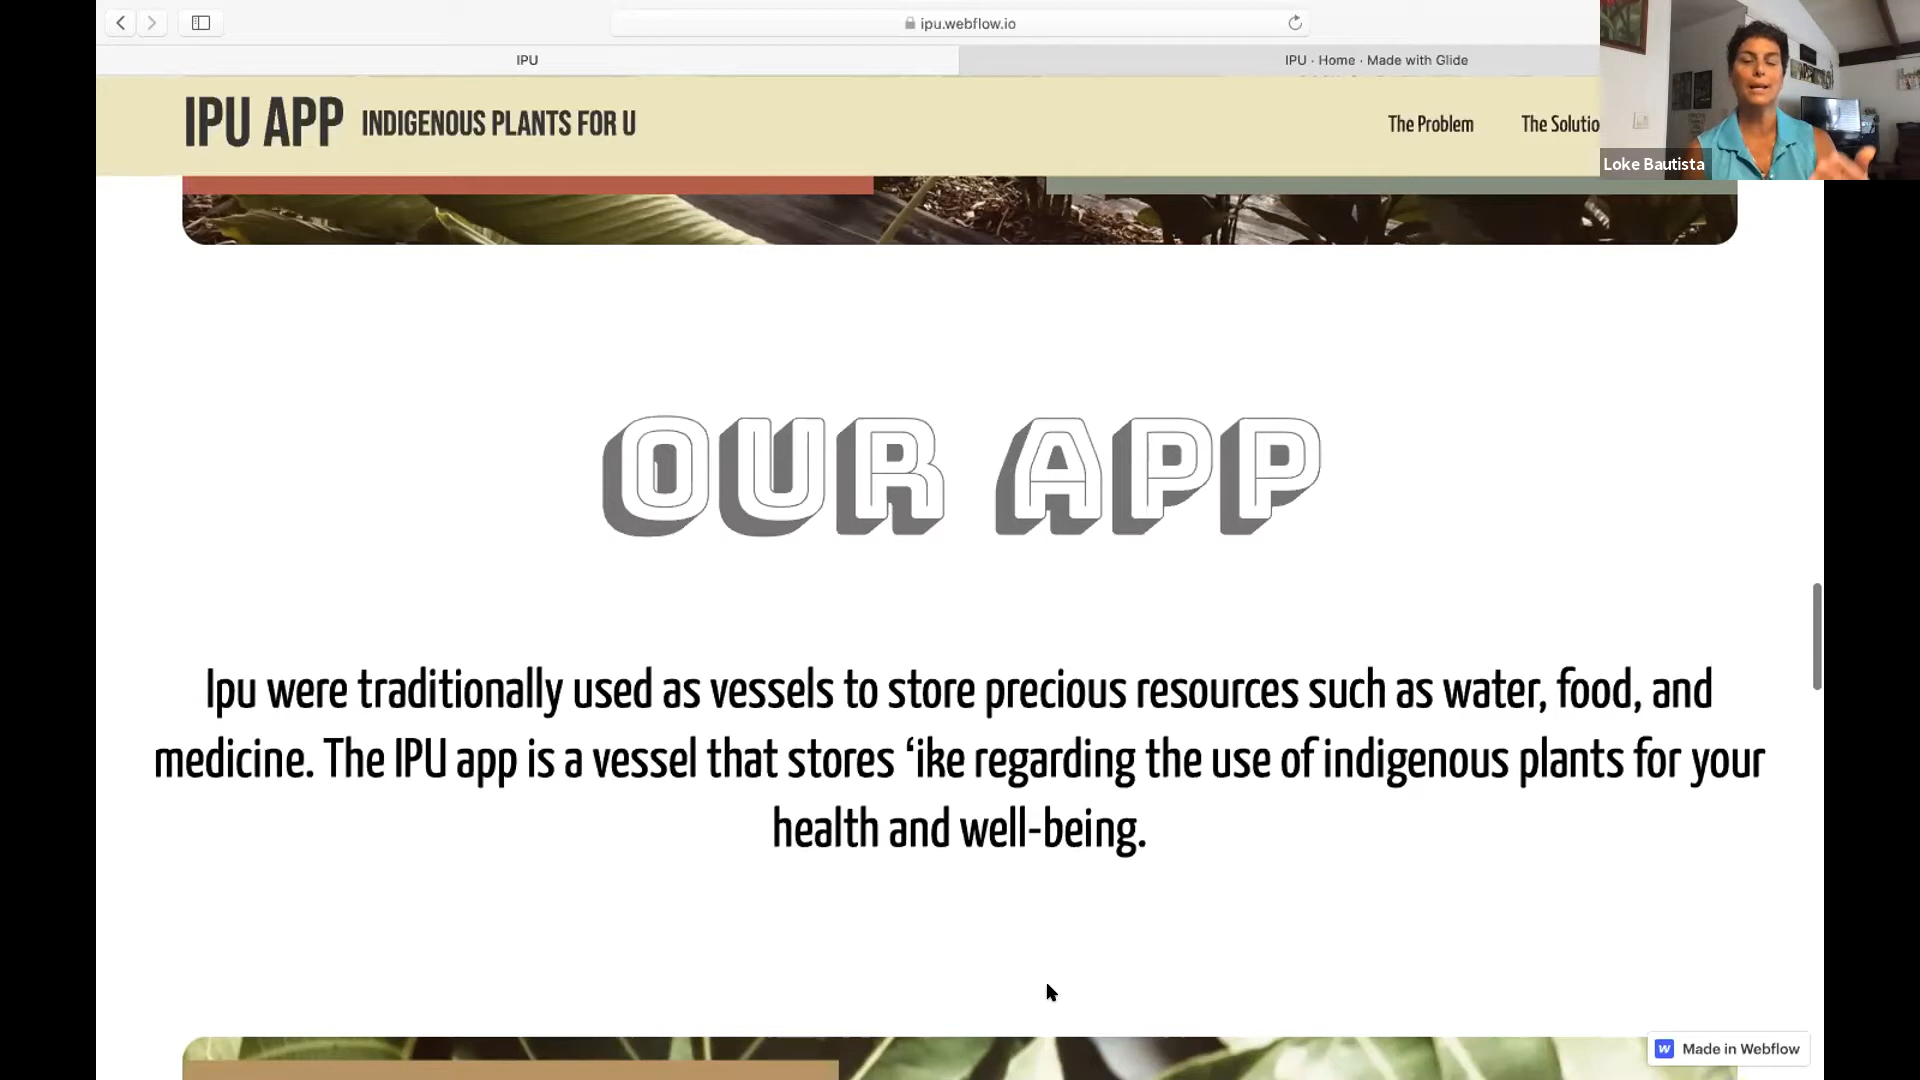 ipu.webflow.io
IPU
IPU · Home · Made with Glide
IPU APP INDIGENOUS PLANTS FOR U
The Problem
The Solutio
Loke Bautista
OUR APP
Ipu were traditionally used as vessels to store precious resources such as water, food, and
medicine. The IPU app is a vessel that stores ‘ike regarding the use of indigenous plants for your
health and well-being.
Made in Webflow